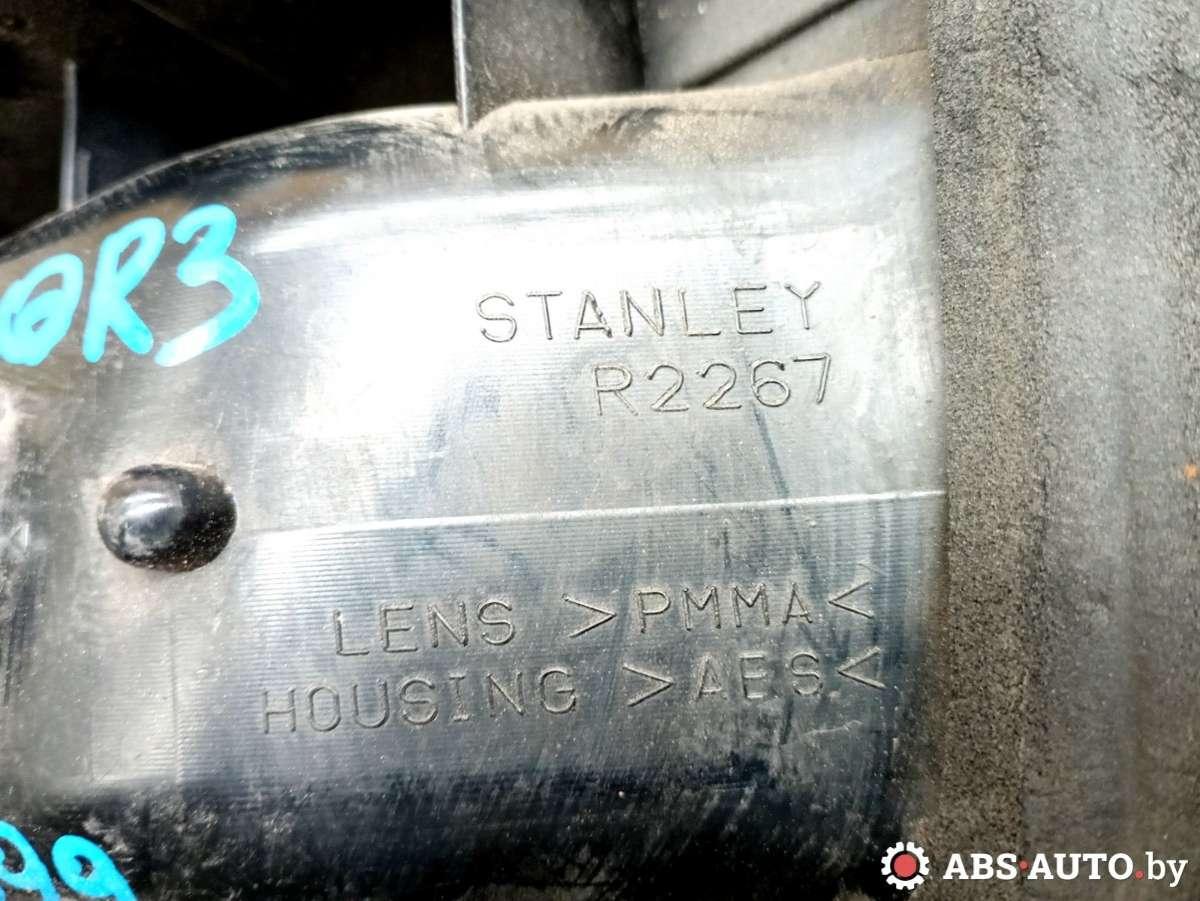 QR3
STANLEY
R2267
LENS >PMMA<
HOUSING >AES<
ABS-AUTO.by